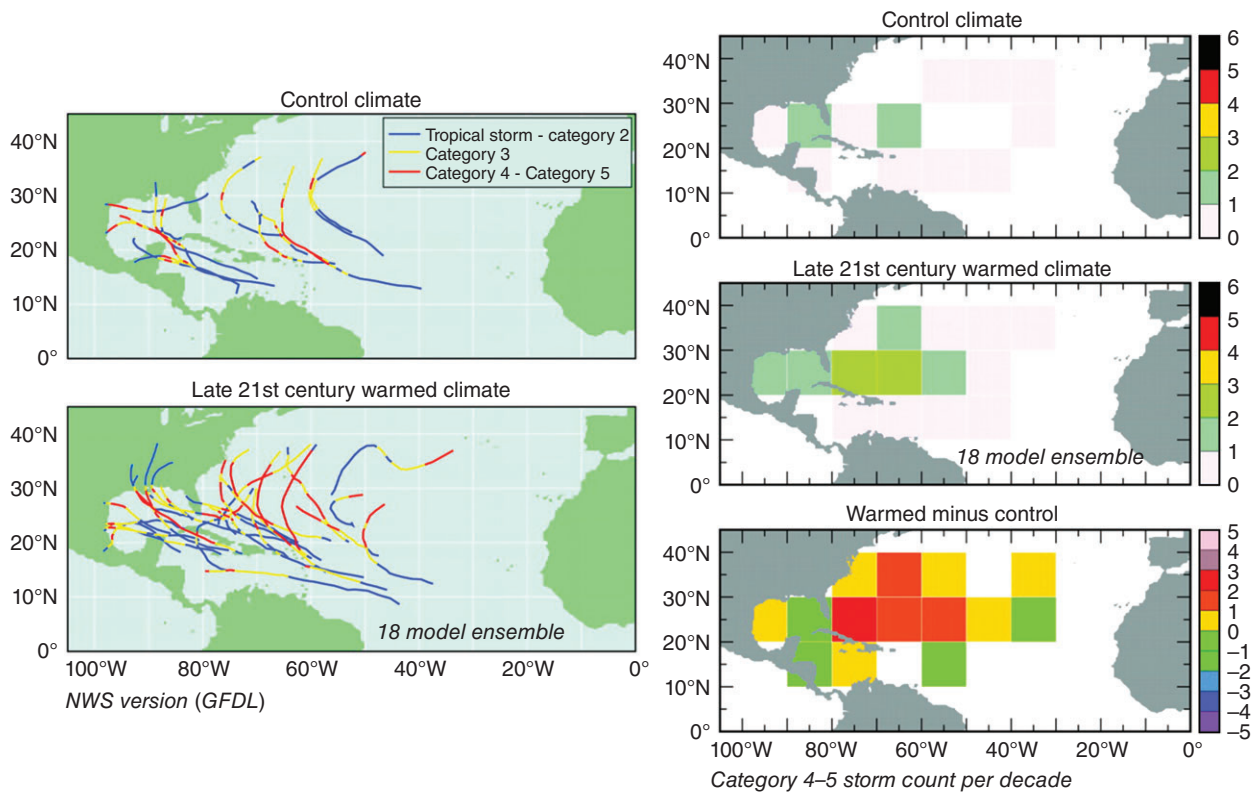 Control climate
Tropical storm - category 2
Category 3
Category 4 - Category 5
40°N
30°N
20°N
10°N
0°
Late 21st century warmed climate
40°N
30°N
20°N
10°N
0°
18 model ensemble
100°W 80°W 60°W 40°W 20°W 0°
NWS version (GFDL)
Control climate
40°N
30°N
20°N
10°N
0°
6
5
4
3
2
1
0
Late 21st century warmed climate
40°N
30°N
20°N
10°N
0°
18 model ensemble
6
5
4
3
2
1
0
Warmed minus control
40°N
30°N
20°N
10°N
0°
5
4
3
2
1
0
–1
–2
–3
–4
–5
100°W 80°W 60°W 40°W 20°W 0°
Category 4–5 storm count per decade